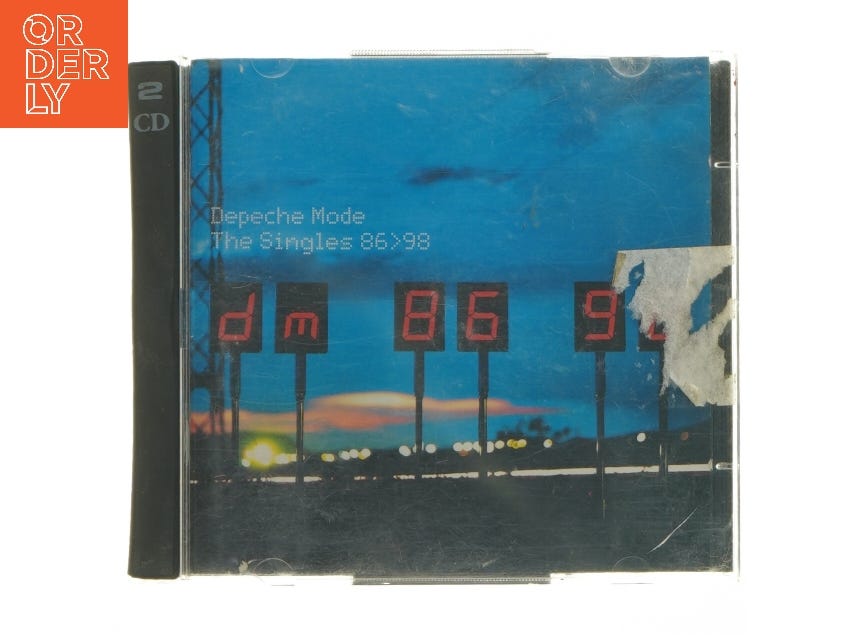 OR
DER
LY
2
CD
Depeche Mode
The Singles 86>98
dm 86 9